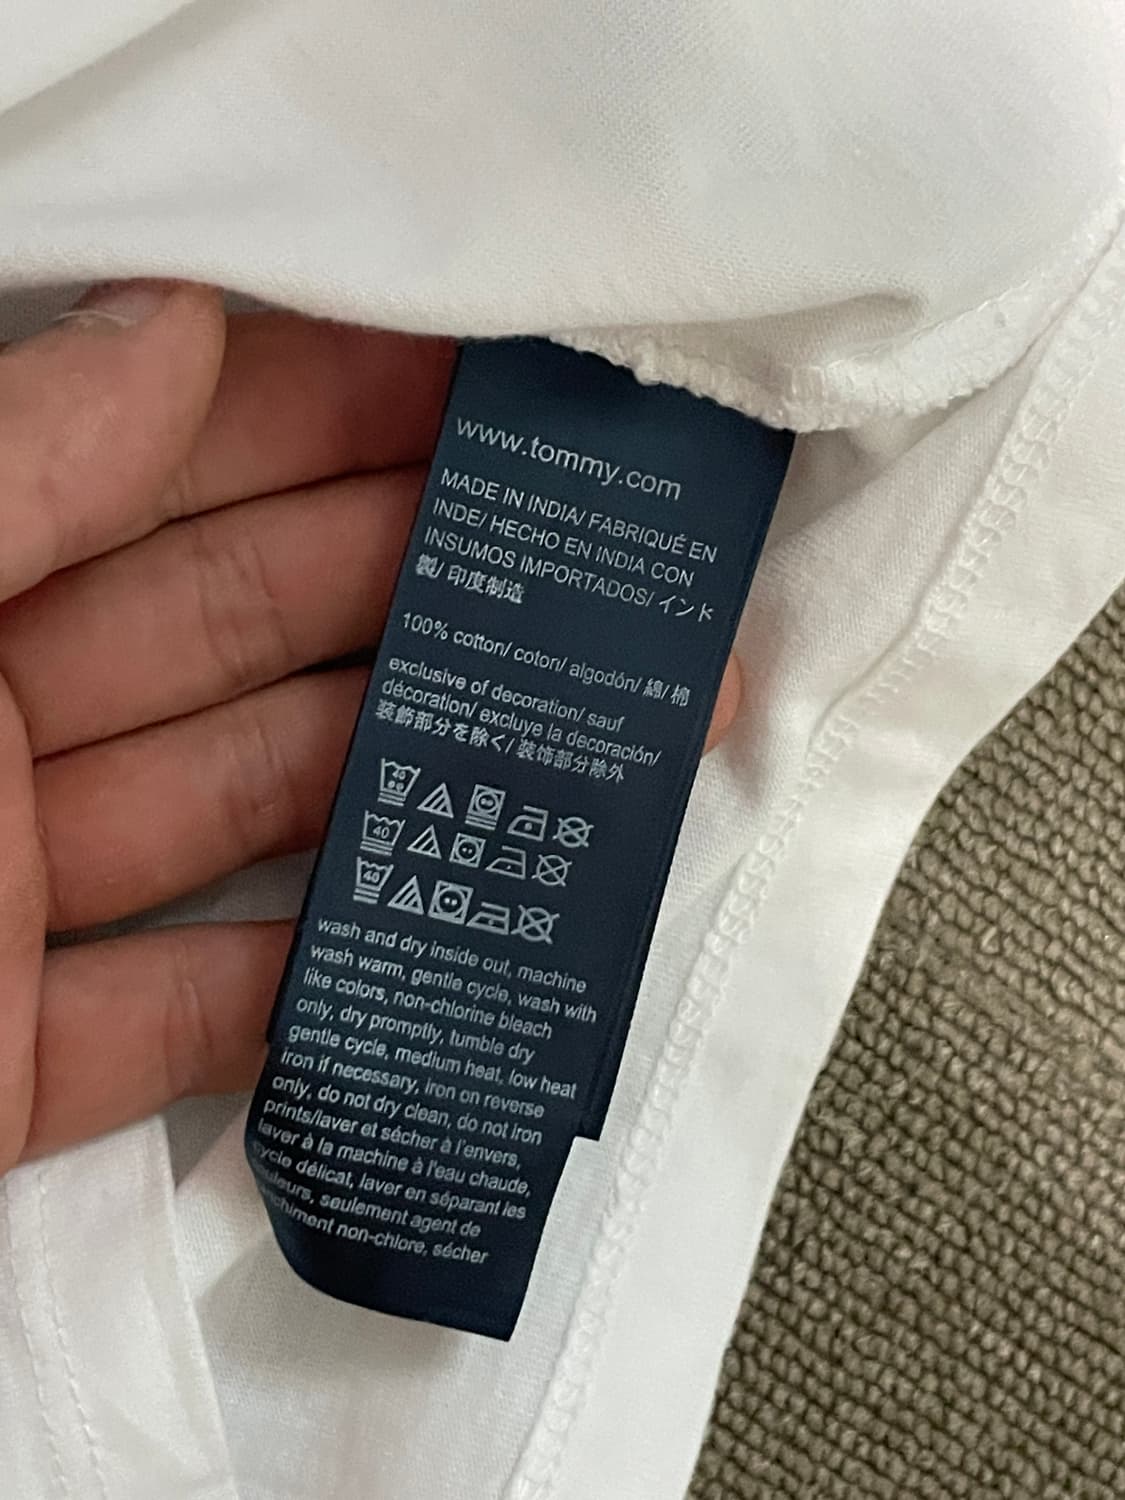 www.tommy.com
MADE IN INDIA/ FABRIQUÉ EN
INDE/ HECHO EN INDIA CON
INSUMOS IMPORTADOS/ インド
製/ 印度制造
100% cotton/ coton/ algodón/ 綿/ 棉
exclusive of decoration/ sauf
décoration/ excluye la decoración/
装飾部分を除く/ 装饰部分除外
40
40
40
wash and dry inside out, machine
wash warm, gentle cycle, wash with
like colors, non-chlorine bleach
only, dry promptly, tumble dry
gentle cycle, medium heat, low heat
iron if necessary, iron on reverse
only, do not dry clean, do not iron
prints/laver et sécher à l'envers,
laver à la machine à l'eau chaude,
cycle délicat, laver en séparant les
seulement agent de
non-chlore, sécher